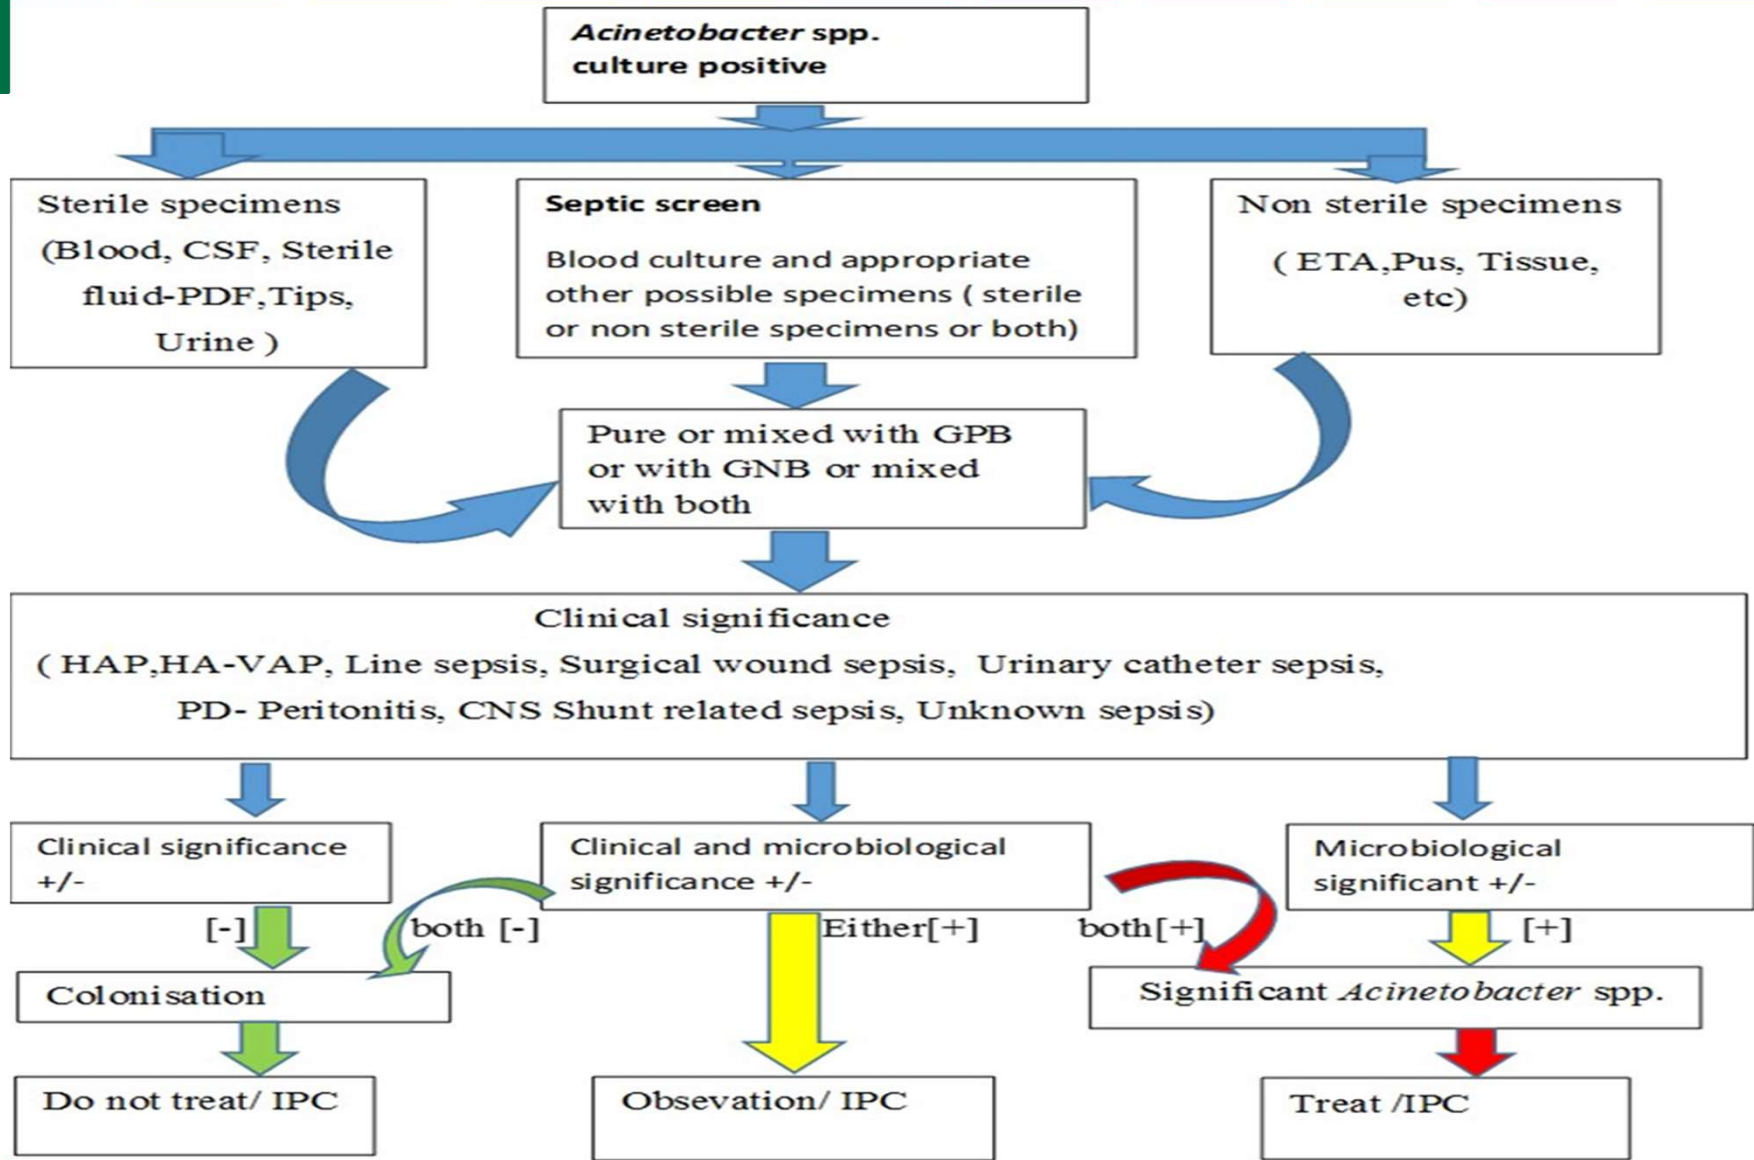 Acinetobacter spp.
culture positive
Sterile specimens
(Blood, CSF, Sterile
fluid-PDF,Tips,
Urine )
Septic screen
Blood culture and appropriate
other possible specimens ( sterile
or non sterile specimens or both)
Non sterile specimens
( ETA,Pus, Tissue,
etc)
Pure or mixed with GPB
or with GNB or mixed
with both
Clinical significance
( HAP,HA-VAP, Line sepsis, Surgical wound sepsis, Urinary catheter sepsis,
PD- Peritonitis, CNS Shunt related sepsis, Unknown sepsis)
Clinical significance
+/-
Clinical and microbiological
significance +/-
Microbiological
significant +/-
[-]
both [-]
Either[+]
both[+]
[+]
Colonisation
Significant Acinetobacter spp.
Do not treat/ IPC
Obsevation/ IPC
Treat /IPC